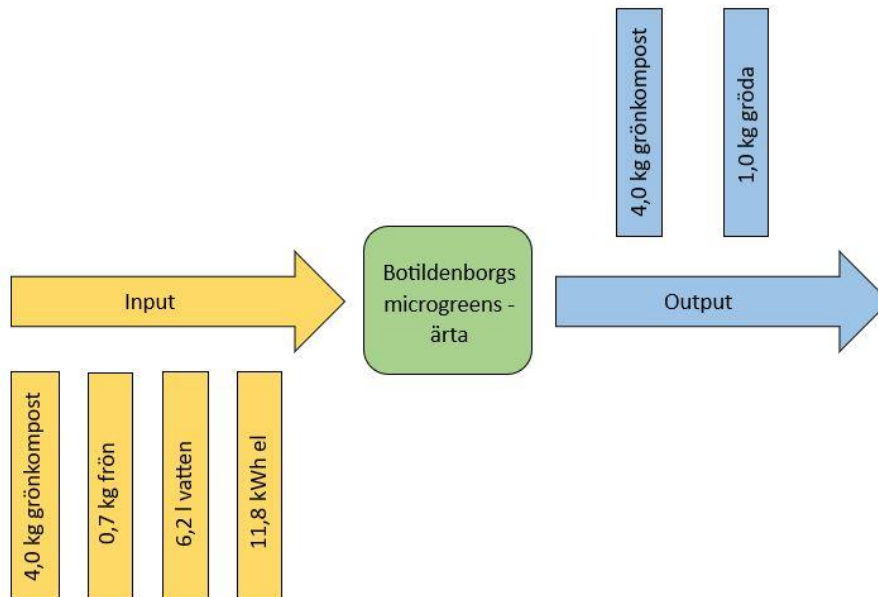 4,0 kg grönkompost
1,0 kg gröda
Input
Botildenborgs
microgreens -
ärta
Output
4,0 kg grönkompost
0,7 kg frön
6,2 l vatten
11,8 kWh el